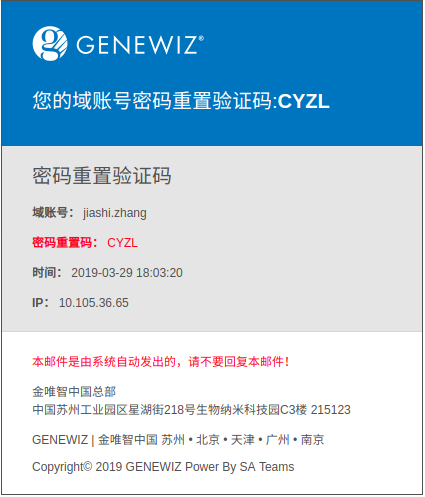 GENEWIZ®
您的域账号密码重置验证码:CYZL
密码重置验证码
域账号： jiashi.zhang
密码重置码： CYZL
时间： 2019-03-29 18:03:20
IP： 10.105.36.65
本邮件是由系统自动发出的，请不要回复本邮件！
金唯智中国总部
中国苏州工业园区星湖街218号生物纳米科技园C3楼 215123
GENEWIZ | 金唯智中国 苏州 • 北京 • 天津 • 广州 • 南京
Copyright© 2019 GENEWIZ Power By SA Teams